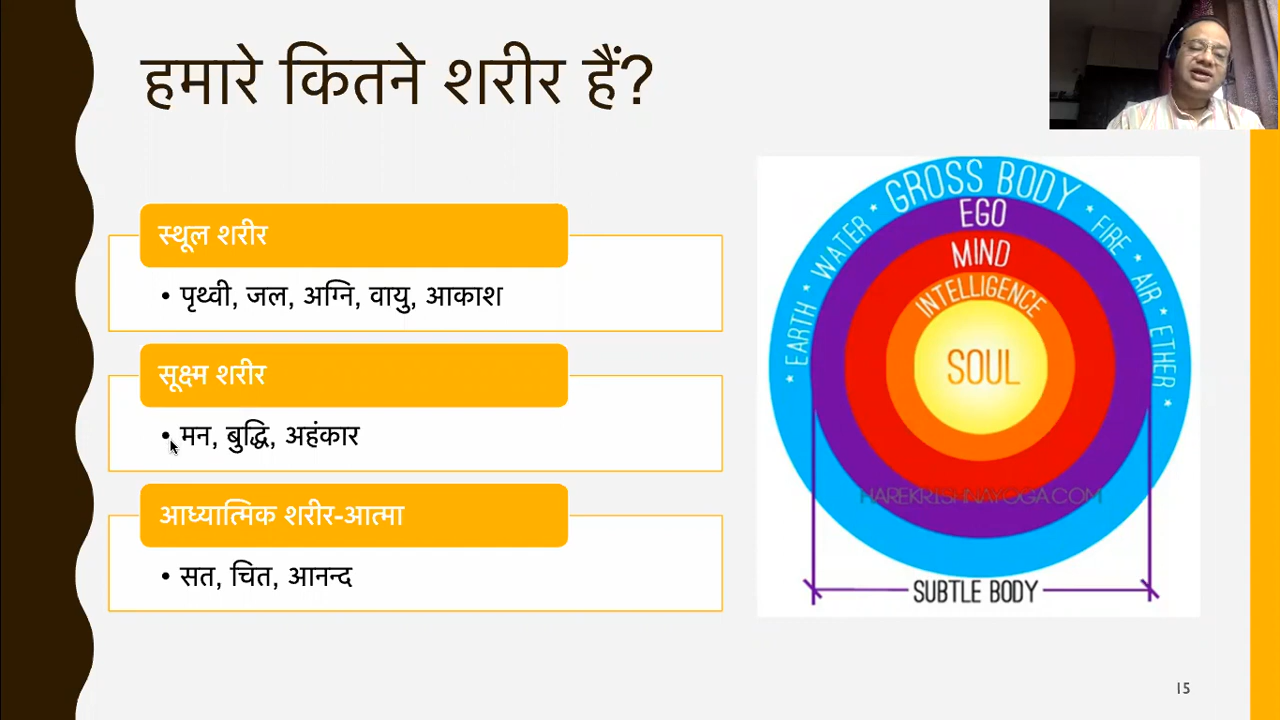 हमारे कितने शरीर हैं?
स्थूल शरीर
• पृथ्वी, जल, अग्नि, वायु, आकाश
सूक्ष्म शरीर
• मन, बुद्धि, अहंकार
आध्यात्मिक शरीर-आत्मा
• सत, चित, आनन्द
GROSS BODY
* EARTH * WATER * * FIRE * AIR * ETHER *
EGO
MIND
INTELLIGENCE
SOUL
HAREKRISHNAYOGA.COM
SUBTLE BODY
15